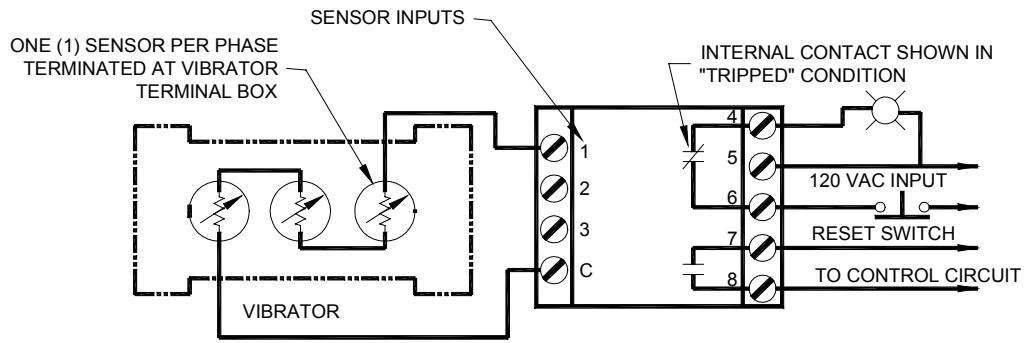 SENSOR INPUTS
ONE (1) SENSOR PER PHASE
TERMINATED AT VIBRATOR
TERMINAL BOX
INTERNAL CONTACT SHOWN IN
"TRIPPED" CONDITION
1
2
3
C
VIBRATOR
4
5
120 VAC INPUT
6
RESET SWITCH
7
TO CONTROL CIRCUIT
8